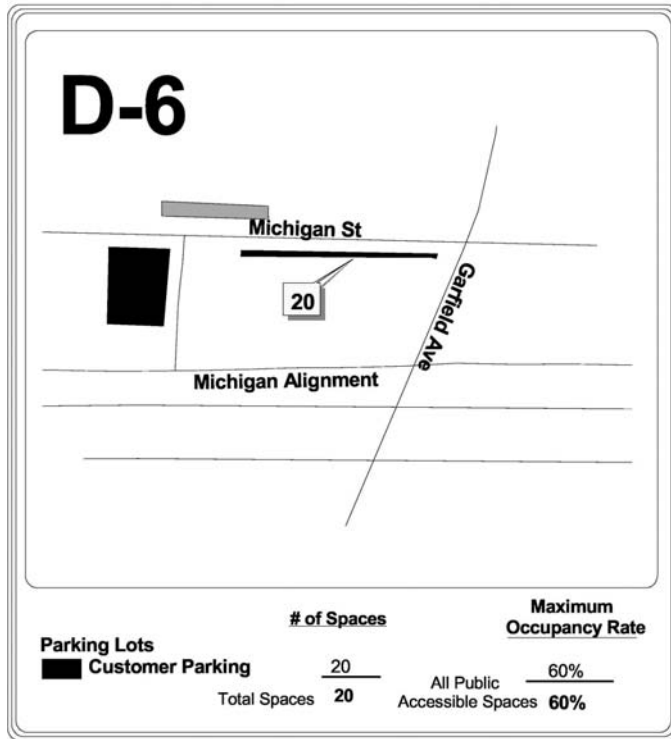 D-6
Michigan St
20
Garfield Ave
Michigan Alignment
# of Spaces
Maximum
Occupancy Rate
Parking Lots
Customer Parking
20
60%
Total Spaces 20
All Public
Accessible Spaces 60%